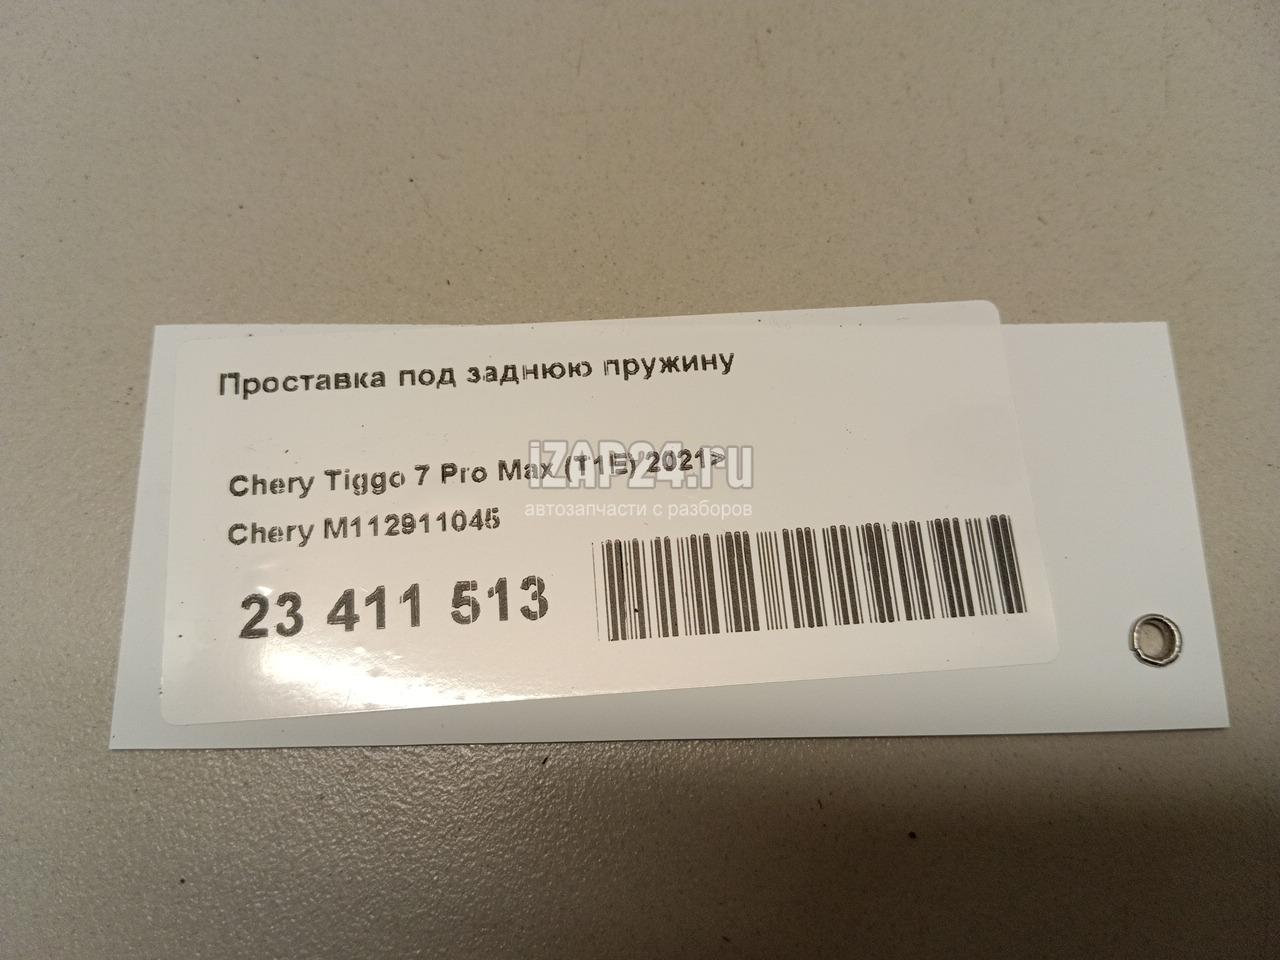 Проставка под заднюю пружину
Chery Tiggo 7 Pro Max (T1E) 2021>
iZAP24.ru
автозапчасти с разборов
Chery M112911045
23 411 513